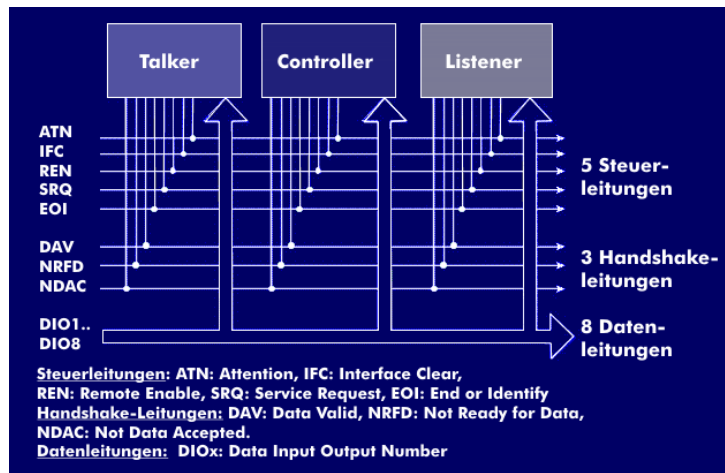 Talker
Controller
Listener
ATN
IFC
REN
SRQ
EOI
5 Steuer-
leitungen
DAV
NRFD
NDAC
3 Handshake-
leitungen
DIO1..
DIO8
8 Daten-
leitungen
Steuerleitungen: ATN: Attention, IFC: Interface Clear,
REN: Remote Enable, SRQ: Service Request, EOI: End or Identify
Handshake-Leitungen: DAV: Data Valid, NRFD: Not Ready for Data,
NDAC: Not Data Accepted.
Datenleitungen: DIOx: Data Input Output Number